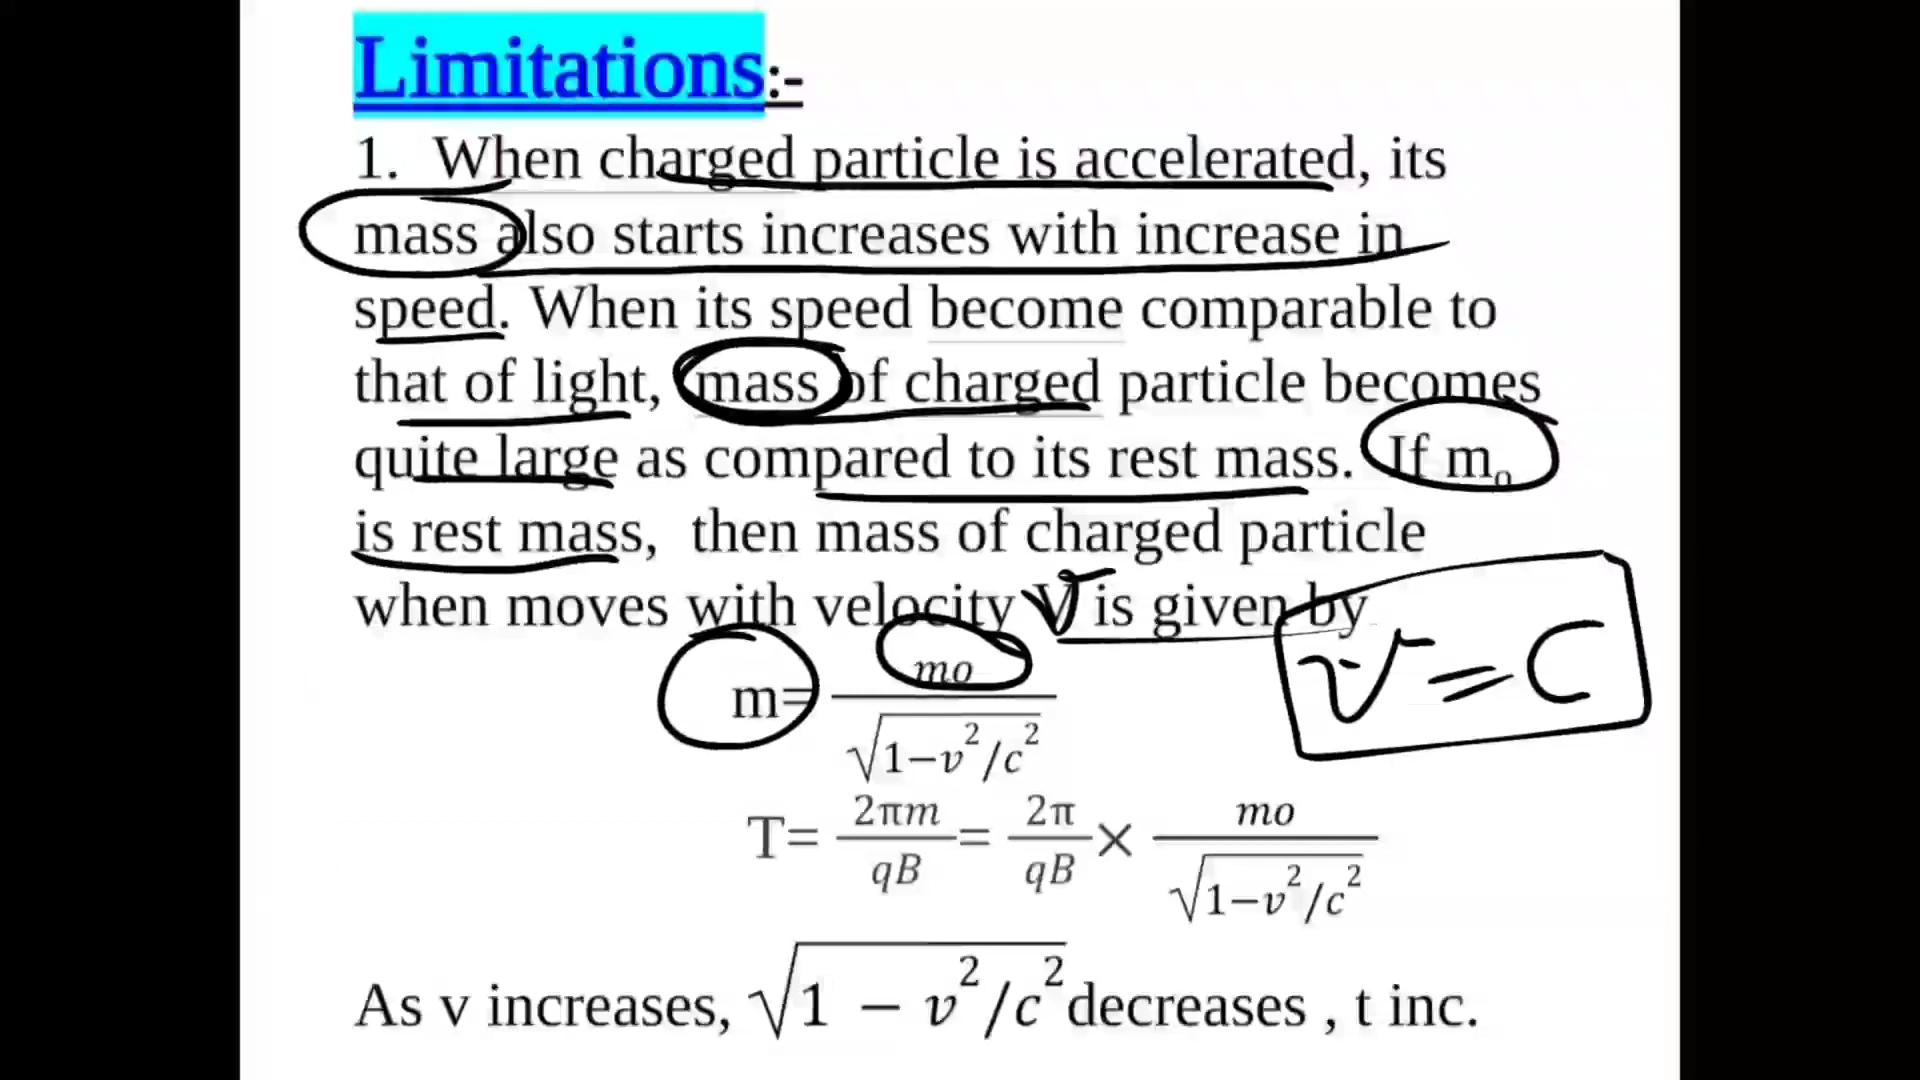 Limitations:-
1. When charged particle is accelerated, its
mass also starts increases with increase in
speed. When its speed become comparable to
that of light, mass of charged particle becomes
quite large as compared to its rest mass. If m₀
is rest mass, then mass of charged particle
when moves with velocity V is given by
m= mo / √1−v²/c²
v = C
T= 2πm / qB = 2π / qB × mo / √1−v²/c²
As v increases, √1 − v²/c² decreases , t inc.